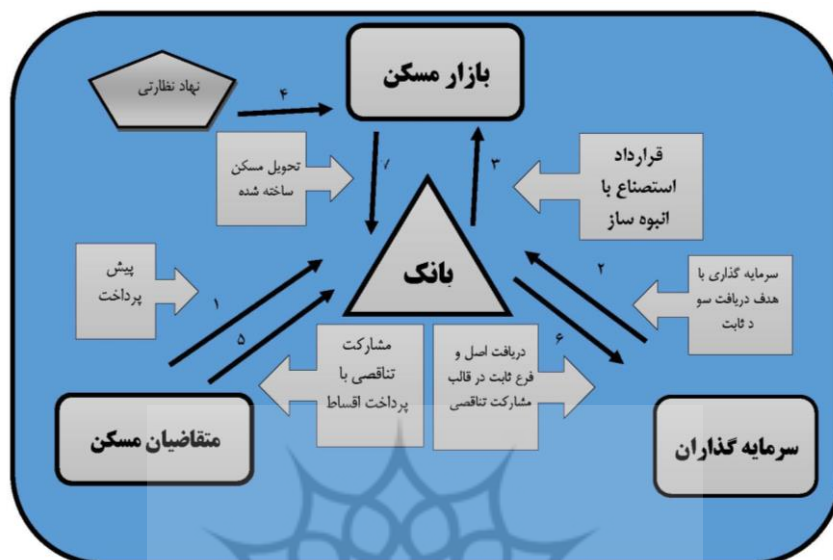 بازار مسکن
نهاد نظارتی
۴
تحویل مسکن
ساخته شده
۷
۳
قرارداد
استصناع با
انبوه ساز
بانک
پیش
پرداخت
۱
۵
۲
سرمایه گذاری با
هدف دریافت سو
د ثابت
مشارکت
تناقصی با
پرداخت اقساط
دریافت اصل و
فرع ثابت در قالب
مشارکت تناقصی
۶
متقاضیان مسکن
سرمایه گذاران